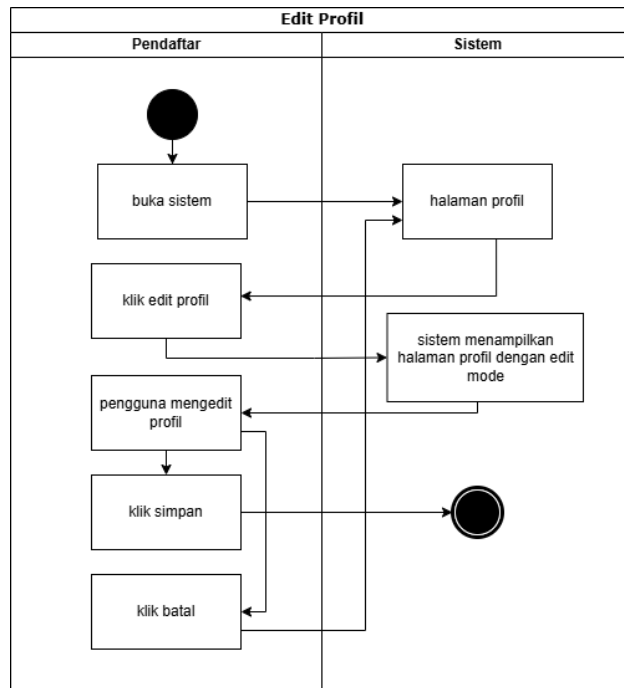 Edit Profil
Pendaftar
Sistem
buka sistem
halaman profil
klik edit profil
sistem menampilkan
halaman profil dengan edit
mode
pengguna mengedit
profil
klik simpan
klik batal